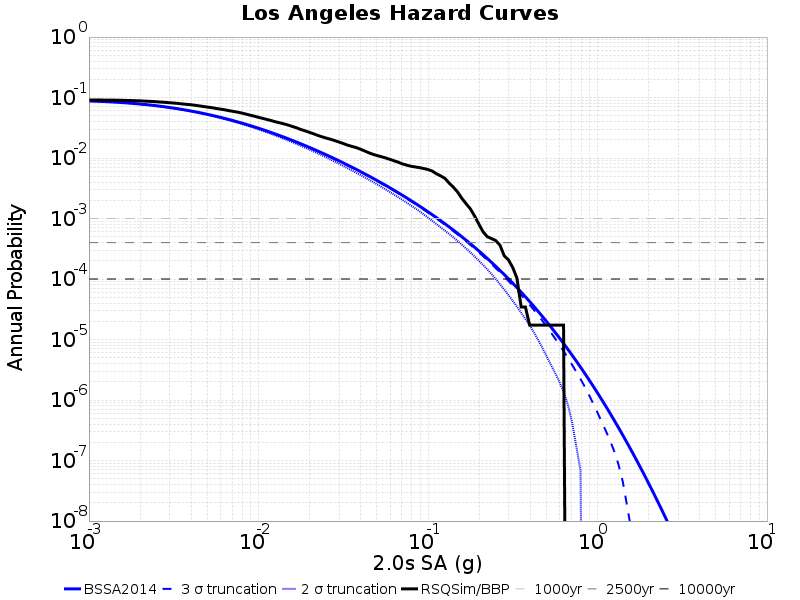 Los Angeles Hazard Curves
Annual Probability
10^0
10^-1
10^-2
10^-3
10^-4
10^-5
10^-6
10^-7
10^-8
10^-3 10^-2 10^-1 10^0 10^1
2.0s SA (g)
BSSA2014 3 σ truncation 2 σ truncation RSQSim/BBP 1000yr 2500yr 10000yr